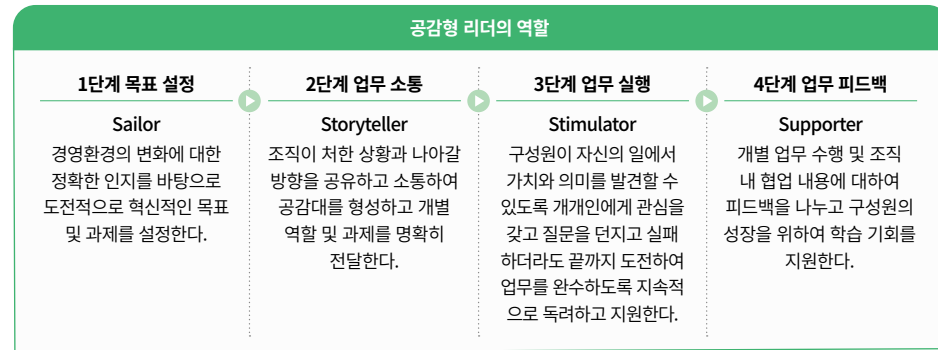 공감형 리더의 역할
1단계 목표 설정
Sailor
경영환경의 변화에 대한
정확한 인지를 바탕으로
도전적으로 혁신적인 목표
및 과제를 설정한다.
2단계 업무 소통
Storyteller
조직이 처한 상황과 나아갈
방향을 공유하고 소통하여
공감대를 형성하고 개별
역할 및 과제를 명확히
전달한다.
3단계 업무 실행
Stimulator
구성원이 자신의 일에서
가치와 의미를 발견할 수
있도록 개개인에게 관심을
갖고 질문을 던지고 실패
하더라도 끝까지 도전하여
업무를 완수하도록 지속적
으로 독려하고 지원한다.
4단계 업무 피드백
Supporter
개별 업무 수행 및 조직
내 협업 내용에 대하여
피드백을 나누고 구성원의
성장을 위하여 학습 기회를
지원한다.